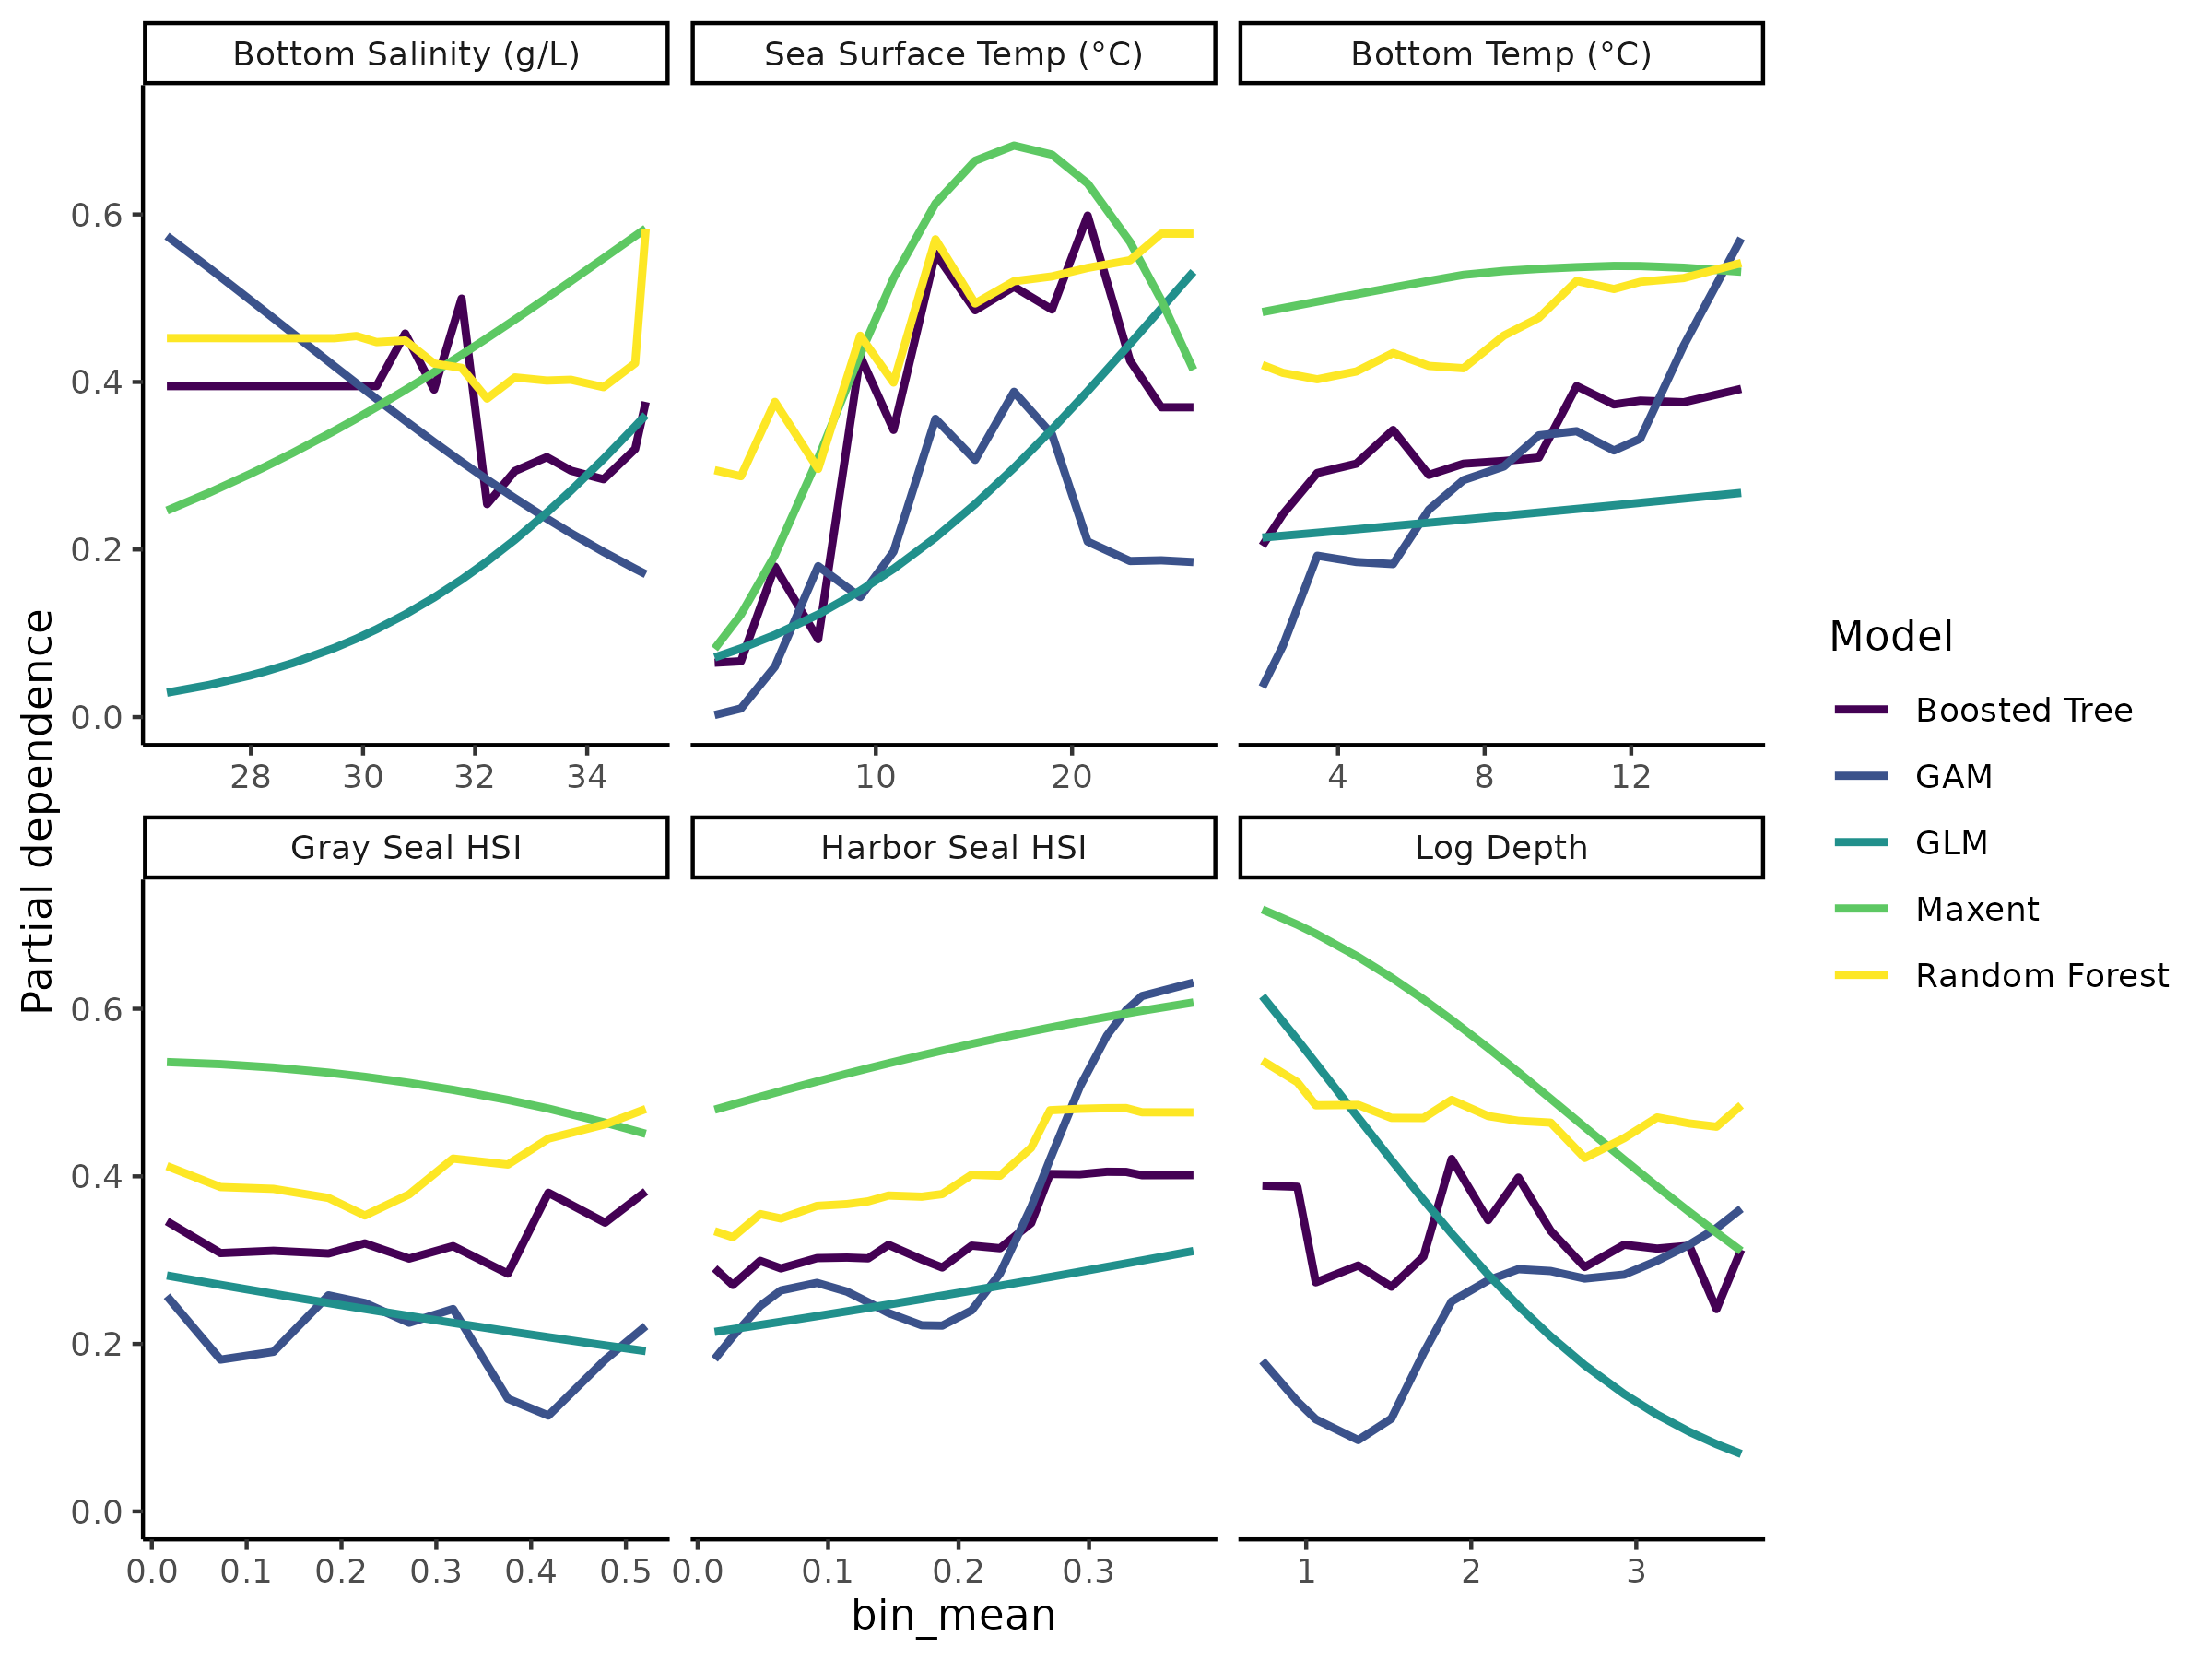 Bottom Salinity (g/L)
Sea Surface Temp (°C)
Bottom Temp (°C)
0.6
0.4
0.2
0.0
28 30 32 34
10 20
4 8 12
Gray Seal HSI
Harbor Seal HSI
Log Depth
0.6
0.4
0.2
0.0
0.0 0.1 0.2 0.3 0.4 0.5
0.0 0.1 0.2 0.3
1 2 3
Partial dependence
bin_mean
Model
Boosted Tree
GAM
GLM
Maxent
Random Forest